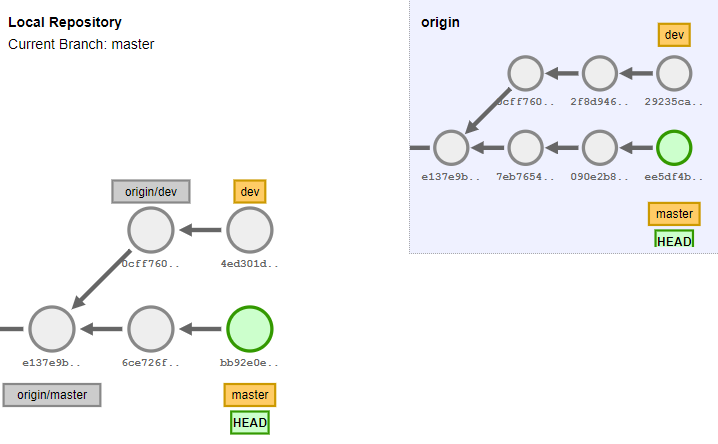 Local Repository
Current Branch: master
origin/dev
dev
0cff760..
4ed301d..
e137e9b..
6ce726f..
bb92e0e..
origin/master
master
HEAD
origin
dev
0cff760..
2f8d946..
29235ca..
e137e9b..
7eb7654..
090e2b8..
ee5df4b..
master
HEAD